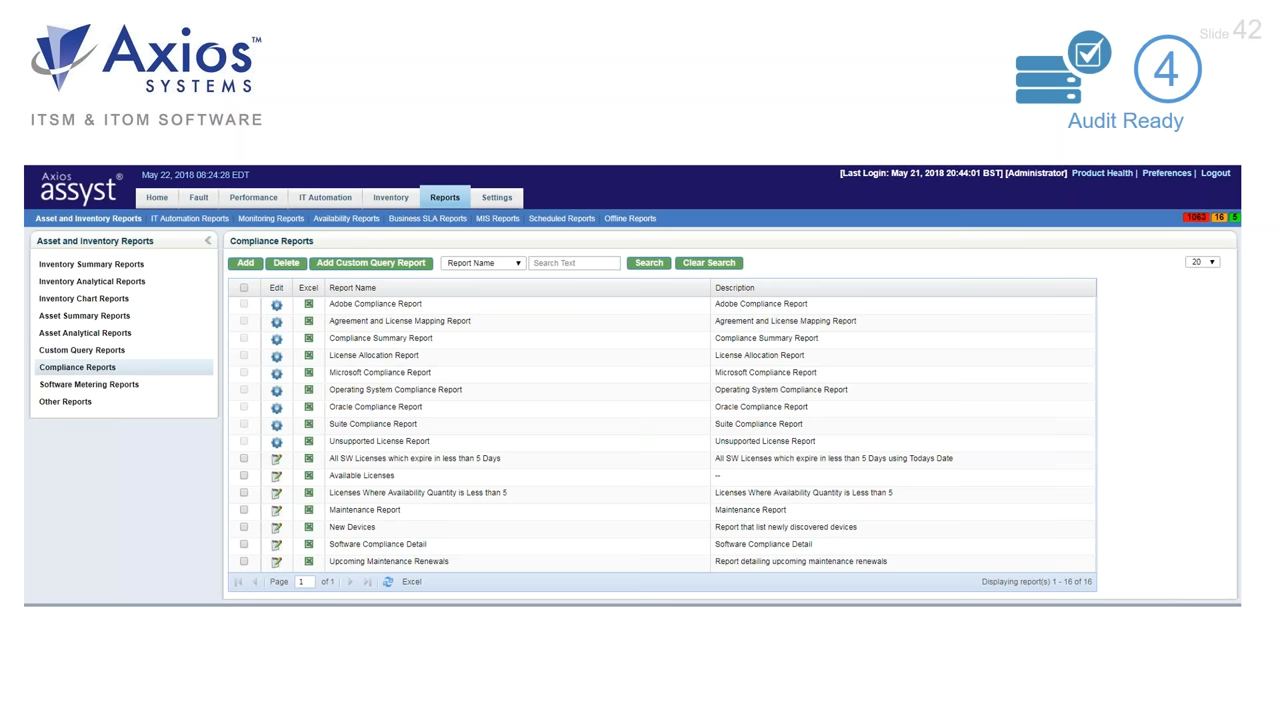 Slide 42
Axios™
SYSTEMS
ITSM & ITOM SOFTWARE
4
Audit Ready
Axios
assyst®
May 22, 2018 08:24:28 EDT
[Last Login: May 21, 2018 20:44:01 BST] [Administrator] Product Health | Preferences | Logout
Home Fault Performance IT Automation Inventory Reports Settings
Asset and Inventory Reports IT Automation Reports Monitoring Reports Availability Reports Business SLA Reports MIS Reports Scheduled Reports Offline Reports
1063 16 5
Asset and Inventory Reports
Inventory Summary Reports
Inventory Analytical Reports
Inventory Chart Reports
Asset Summary Reports
Asset Analytical Reports
Custom Query Reports
Compliance Reports
Software Metering Reports
Other Reports
Compliance Reports
Add Delete Add Custom Query Report Report Name Search Text Search Clear Search 20
Edit Excel Report Name Description
Adobe Compliance Report Adobe Compliance Report
Agreement and License Mapping Report Agreement and License Mapping Report
Compliance Summary Report Compliance Summary Report
License Allocation Report License Allocation Report
Microsoft Compliance Report Microsoft Compliance Report
Operating System Compliance Report Operating System Compliance Report
Oracle Compliance Report Oracle Compliance Report
Suite Compliance Report Suite Compliance Report
Unsupported License Report Unsupported License Report
All SW Licenses which expire in less than 5 Days All SW Licenses which expire in less than 5 Days using Todays Date
Available Licenses --
Licenses Where Availability Quantity is Less than 5 Licenses Where Availability Quantity is Less than 5
Maintenance Report Maintenance Report
New Devices Report that list newly discovered devices
Software Compliance Detail Software Compliance Detail
Upcoming Maintenance Renewals Report detailing upcoming maintenance renewals
Page 1 of 1 Excel Displaying report(s) 1 - 16 of 16